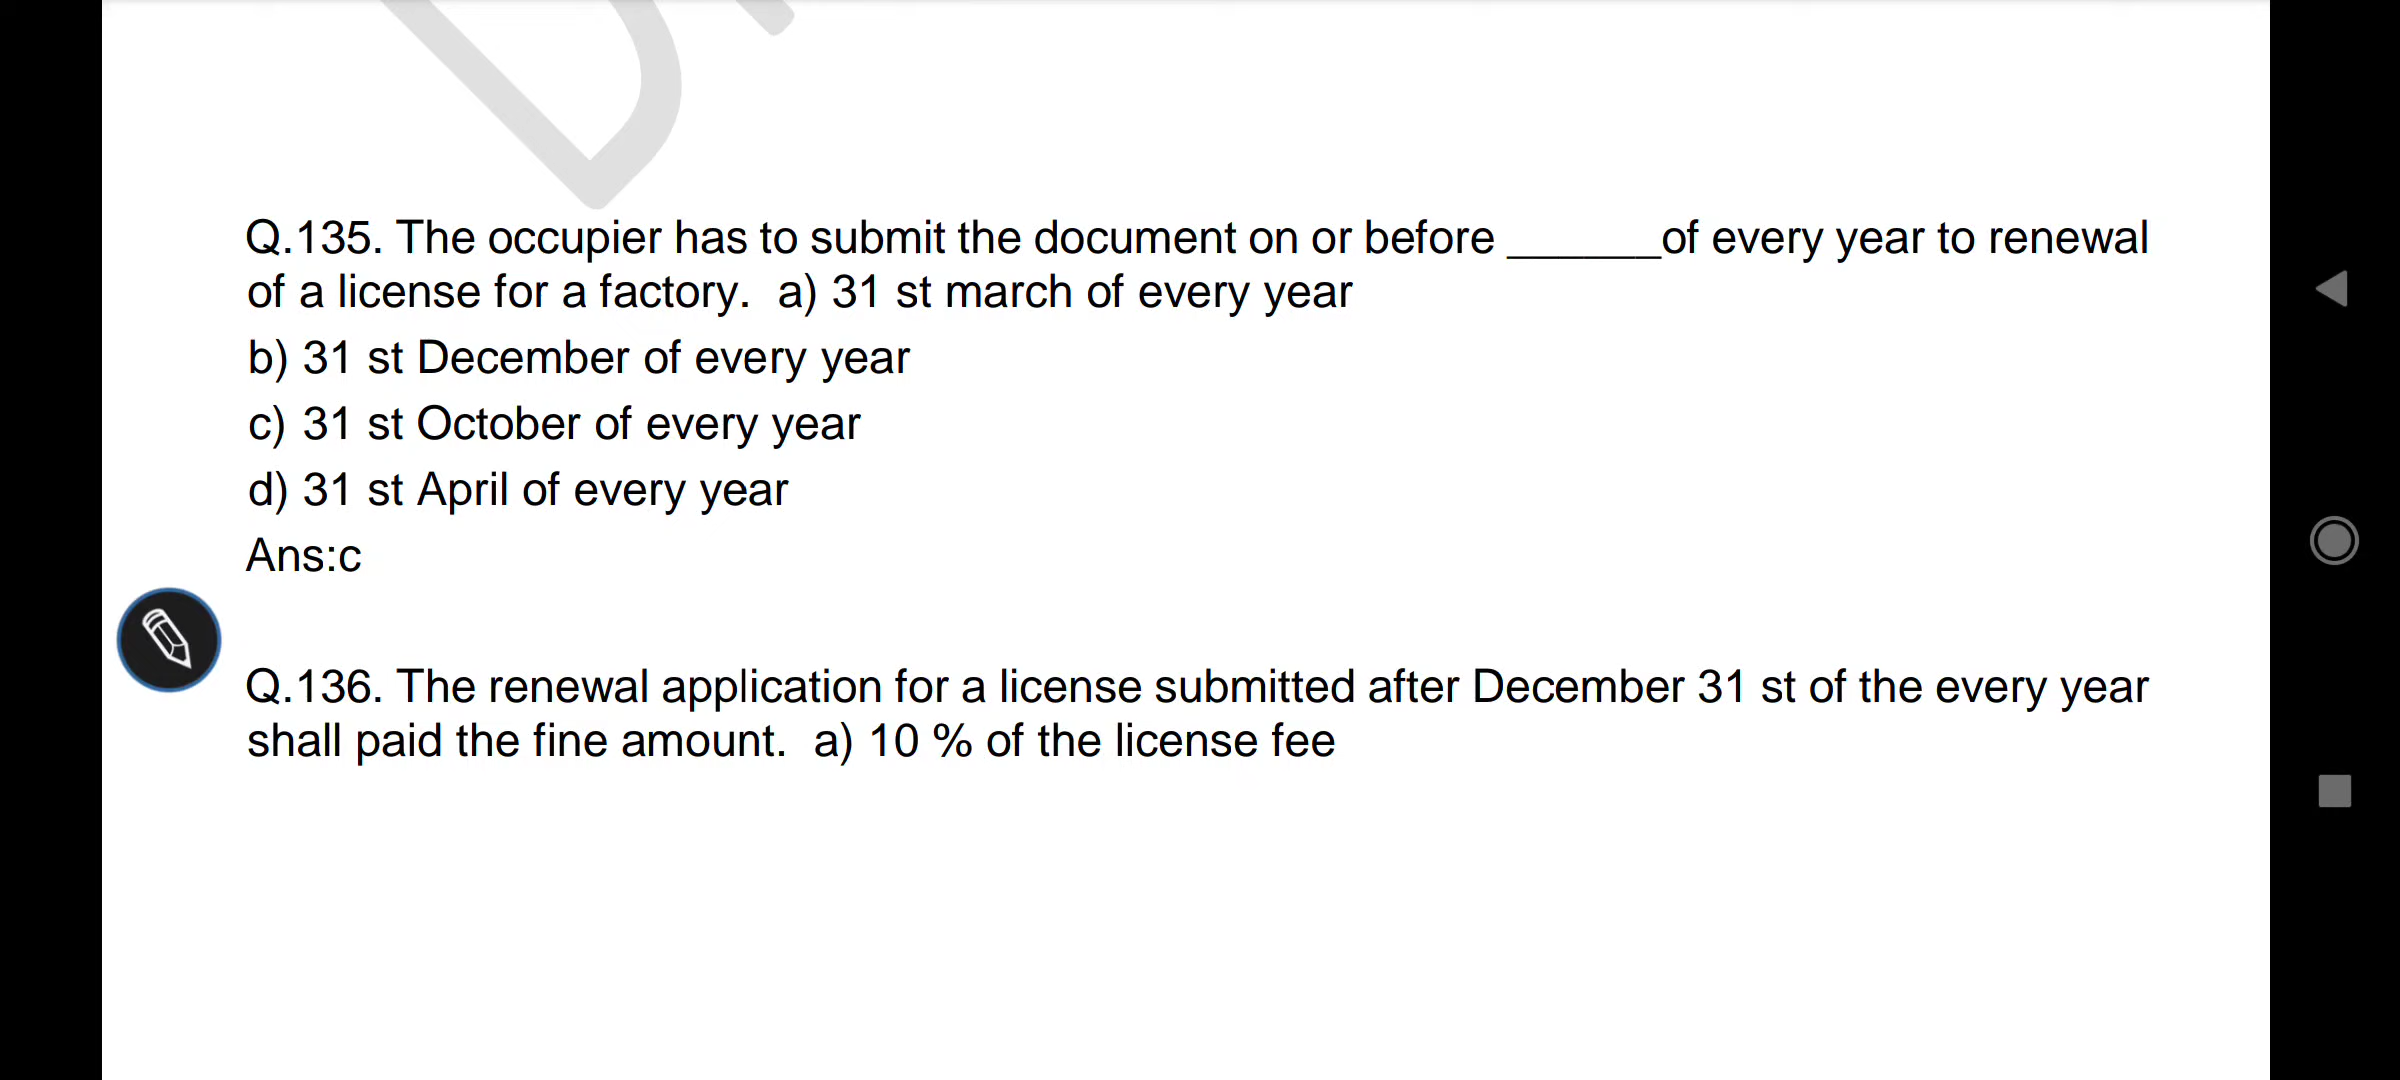 Q.135. The occupier has to submit the document on or before ______of every year to renewal
of a license for a factory.  a) 31 st march of every year
b) 31 st December of every year
c) 31 st October of every year
d) 31 st April of every year
Ans:c
Q.136. The renewal application for a license submitted after December 31 st of the every year
shall paid the fine amount.  a) 10 % of the license fee